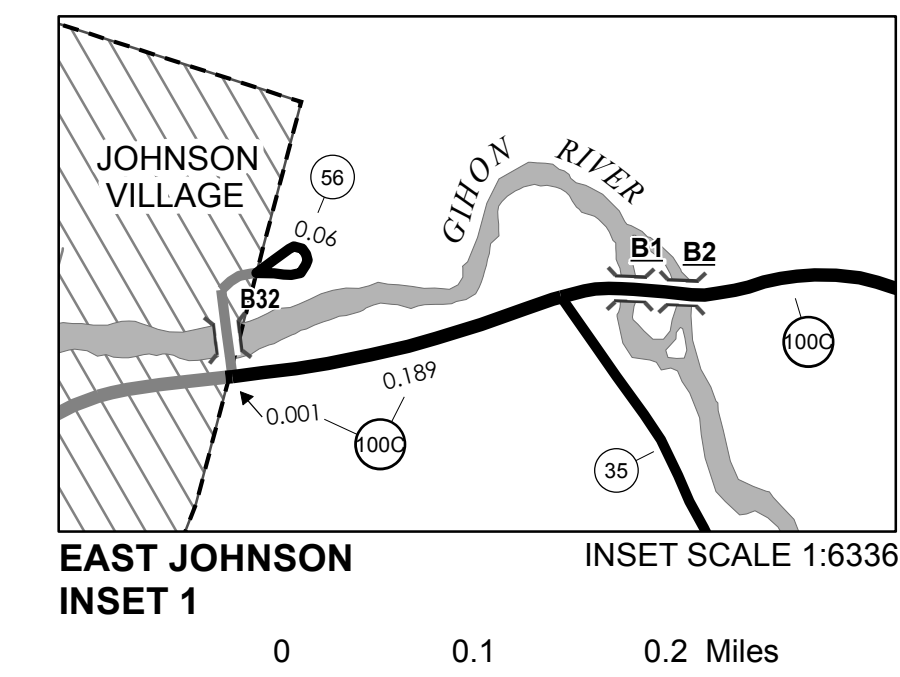 JOHNSON
VILLAGE
56
0.06
GIHON RIVER
B1
B2
B32
100C
0.189
0.001
100C
35
EAST JOHNSON
INSET 1
INSET SCALE 1:6336
0 0.1 0.2 Miles